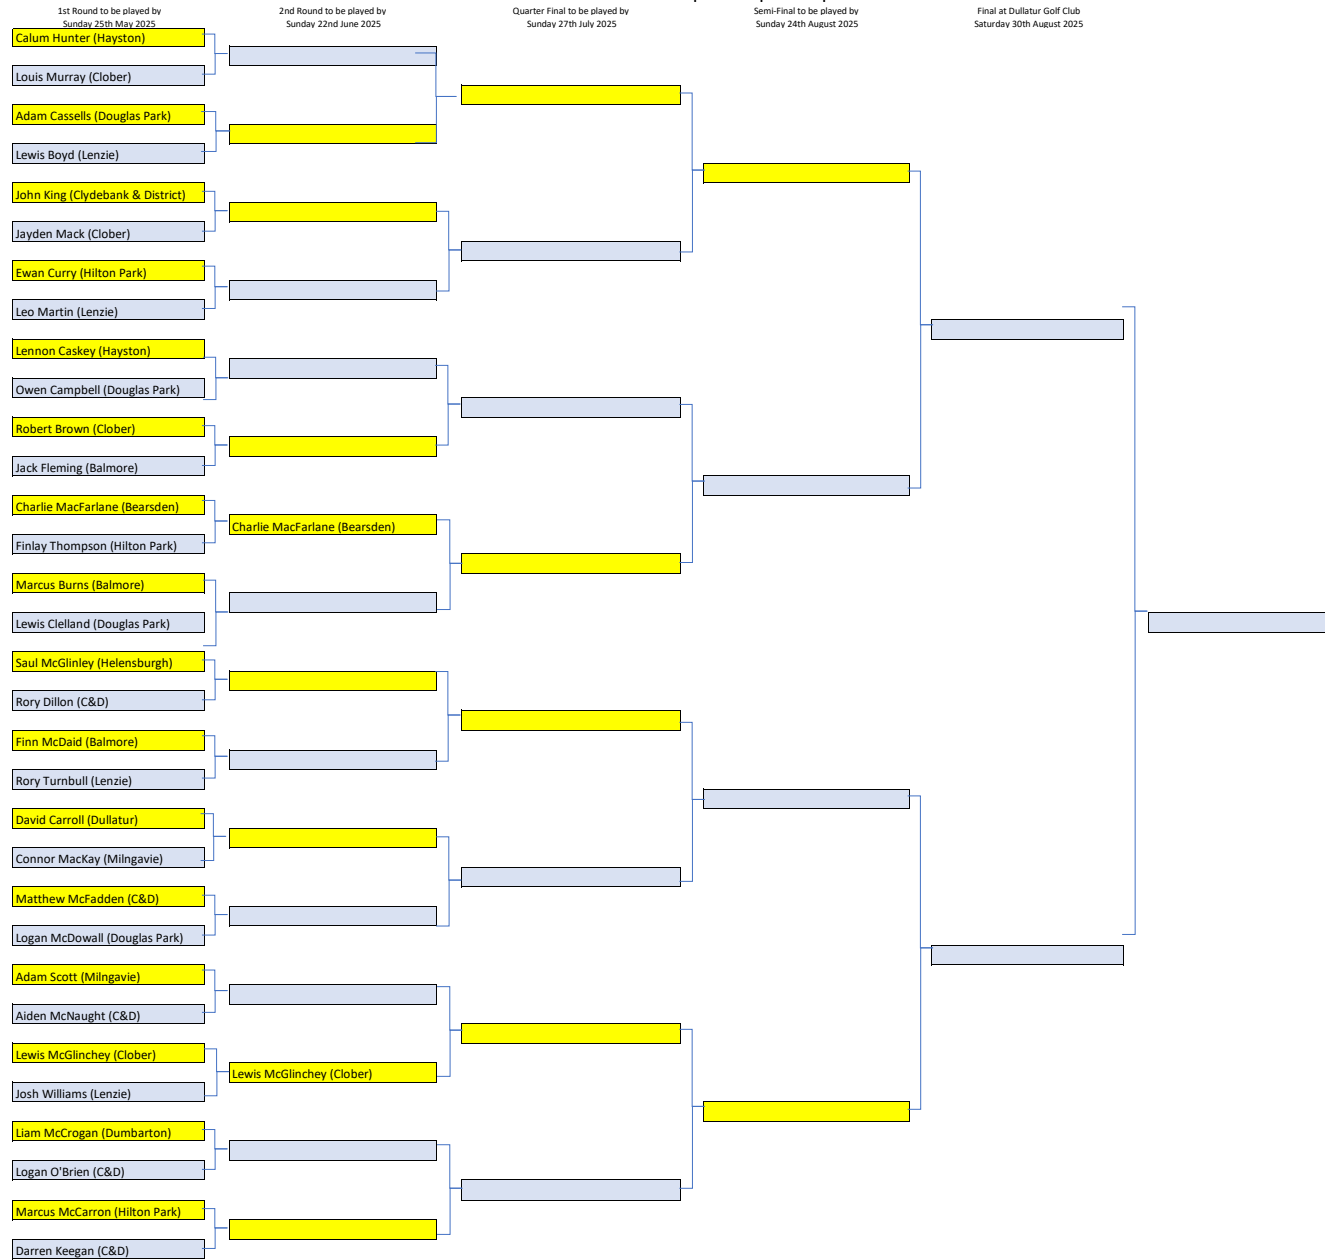 1st Round to be played by
Sunday 25th May 2025
2nd Round to be played by
Sunday 22nd June 2025
Quarter Final to be played by
Sunday 27th July 2025
Semi-Final to be played by
Sunday 24th August 2025
Final at Dullatur Golf Club
Saturday 30th August 2025
Calum Hunter (Hayston)
Louis Murray (Clober)
Adam Cassells (Douglas Park)
Lewis Boyd (Lenzie)
John King (Clydebank & District)
Jayden Mack (Clober)
Ewan Curry (Hilton Park)
Leo Martin (Lenzie)
Lennon Caskey (Hayston)
Owen Campbell (Douglas Park)
Robert Brown (Clober)
Jack Fleming (Balmore)
Charlie MacFarlane (Bearsden)
Finlay Thompson (Hilton Park)
Charlie MacFarlane (Bearsden)
Marcus Burns (Balmore)
Lewis Clelland (Douglas Park)
Saul McGlinley (Helensburgh)
Rory Dillon (C&D)
Finn McDaid (Balmore)
Rory Turnbull (Lenzie)
David Carroll (Dullatur)
Connor MacKay (Milngavie)
Matthew McFadden (C&D)
Logan McDowall (Douglas Park)
Adam Scott (Milngavie)
Aiden McNaught (C&D)
Lewis McGlinchey (Clober)
Josh Williams (Lenzie)
Lewis McGlinchey (Clober)
Liam McCrogan (Dumbarton)
Logan O'Brien (C&D)
Marcus McCarron (Hilton Park)
Darren Keegan (C&D)